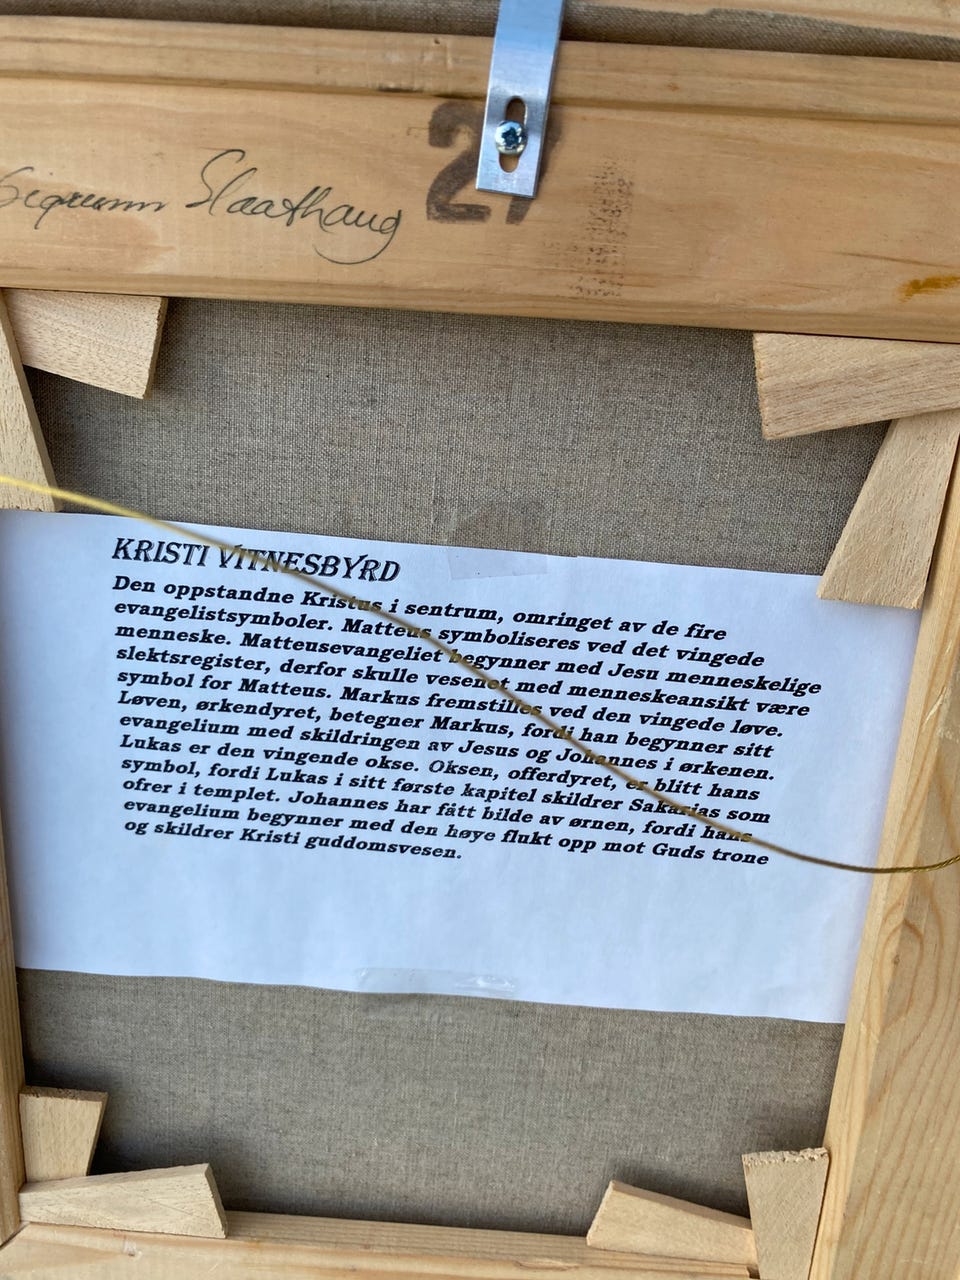 27
Sigrunn Slaathaug
KRISTI VITNESBYRD
Den oppstandne Kristus i sentrum, omringet av de fire
evangelistsymboler. Matteus symboliseres ved det vingede
menneske. Matteusevangeliet begynner med Jesu menneskelige
slektsregister, derfor skulle vesenet med menneskeansikt være
symbol for Matteus. Markus fremstilles ved den vingede løve.
Løven, ørkendyret, betegner Markus, fordi han begynner sitt
evangelium med skildringen av Jesus og Johannes i ørkenen.
Lukas er den vingende okse. Oksen, offerdyret, er blitt hans
symbol, fordi Lukas i sitt første kapitel skildrer Sakarias som
ofrer i templet. Johannes har fått bilde av ørnen, fordi hans
evangelium begynner med den høye flukt opp mot Guds trone
og skildrer Kristi guddomsvesen.